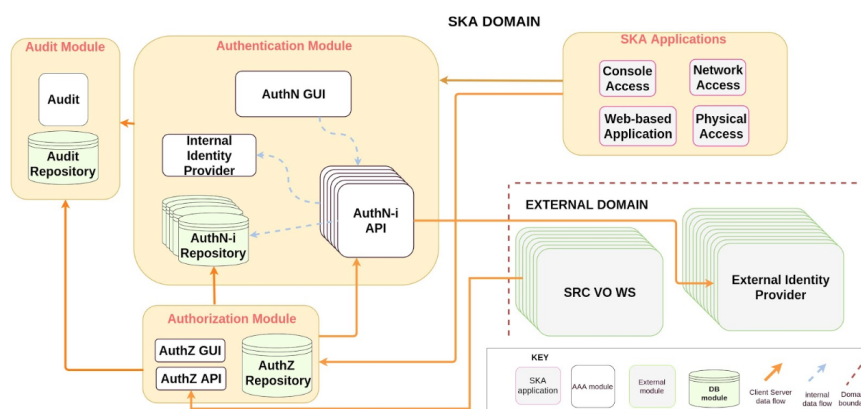 SKA DOMAIN
Audit Module
Audit
Audit
Repository
Authentication Module
AuthN GUI
Internal
Identity
Provider
AuthN-i
API
AuthN-i
Repository
SKA Applications
Console
Access
Network
Access
Web-based
Application
Physical
Access
EXTERNAL DOMAIN
SRC VO WS
External Identity
Provider
Authorization Module
AuthZ GUI
AuthZ API
AuthZ
Repository
KEY
SKA
application
AAA module
External module
DB
module
Client Server
data flow
internal
data flow
Doma
bounda